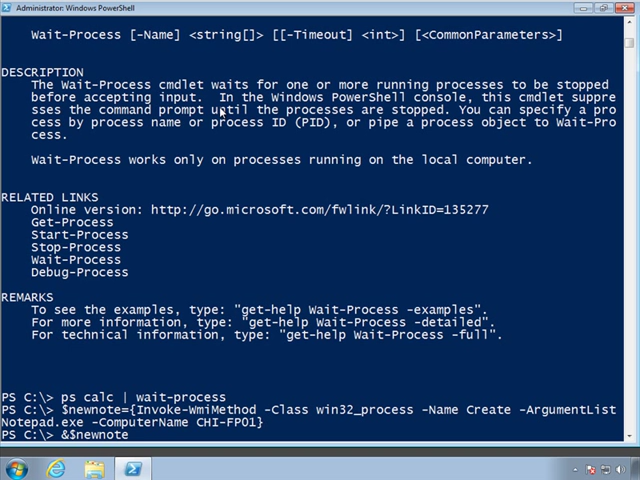 Administrator: Windows PowerShell
Wait-Process [-Name] <string[]> [[-Timeout] <int>] [<CommonParameters>]
DESCRIPTION
The Wait-Process cmdlet waits for one or more running processes to be stopped
before accepting input.  In the Windows PowerShell console, this cmdlet suppre
sses the command prompt until the processes are stopped. You can specify a pro
cess by process name or process ID (PID), or pipe a process object to Wait-Pro
cess.
Wait-Process works only on processes running on the local computer.
RELATED LINKS
Online version: http://go.microsoft.com/fwlink/?LinkID=135277
Get-Process
Start-Process
Stop-Process
Wait-Process
Debug-Process
REMARKS
To see the examples, type: "get-help Wait-Process -examples".
For more information, type: "get-help Wait-Process -detailed".
For technical information, type: "get-help Wait-Process -full".
PS C:\> ps calc | wait-process
PS C:\> $newnote={Invoke-WmiMethod -Class win32_process -Name Create -ArgumentList
Notepad.exe -ComputerName CHI-FP01}
PS C:\> &$newnote